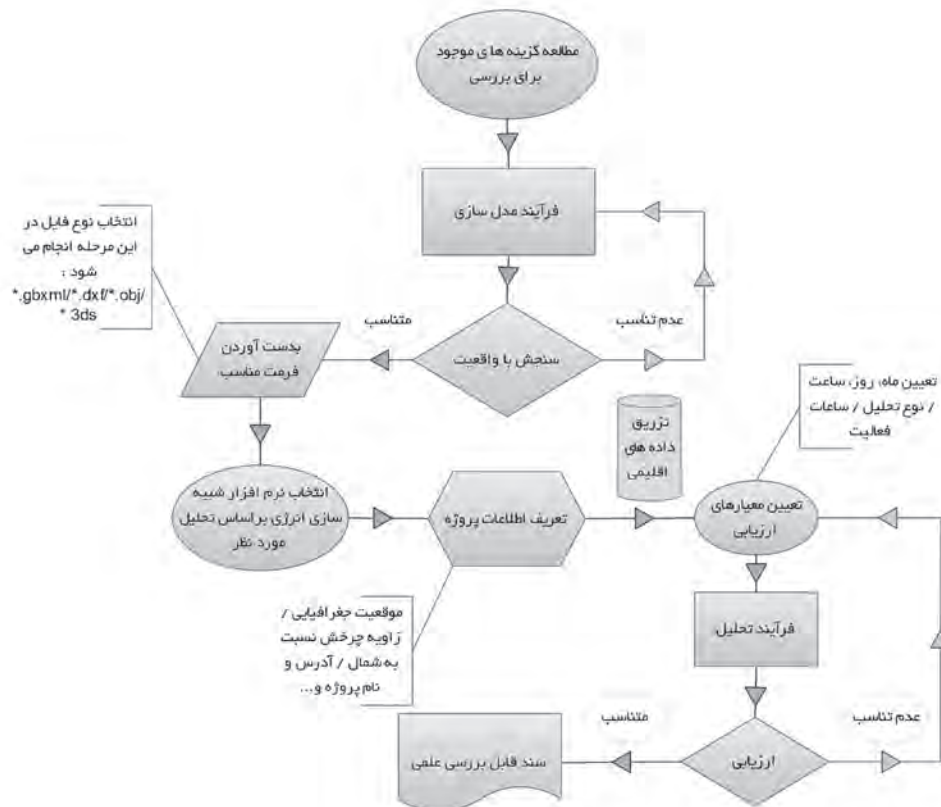 مطالعه گزینه های موجود
برای بررسی
فرآیند مدل سازی
انتخاب نوع فایل در
این مرحله انجام می
شود :
*.gbxml/*.dxf/*.obj/
* 3ds
عدم تناسب
متناسب
سنجش با واقعیت
بدست آوردن
فرمت مناسب
تعیین ماه، روز، ساعت
/ نوع تحلیل / ساعات
فعالیت
تزریق
داده های
اقلیمی
انتخاب نرم افزار شبیه
سازی انرژی براساس تحلیل
مورد نظر
تعریف اطلاعات پروژه
تعیین معیارهای
ارزیابی
موقعیت جغرافیایی /
زاویه چرخش نسبت
به شمال / آدرس و
نام پروژه و...
فرآیند تحلیل
عدم تناسب
متناسب
ارزیابی
سند قابل بررسی علمی